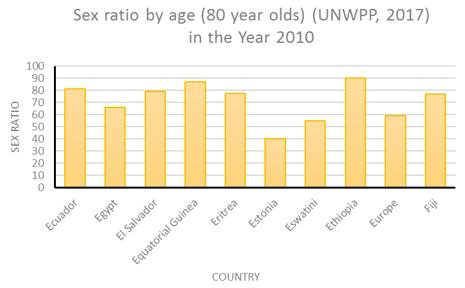 Sex ratio by age (80 year olds) (UNWPP, 2017)
in the Year 2010
SEX RATIO
100
90
80
70
60
50
40
30
20
10
0
Ecuador
Egypt
El Salvador
Equatorial Guinea
Eritrea
Estonia
Eswatini
Ethiopia
Europe
Fiji
COUNTRY